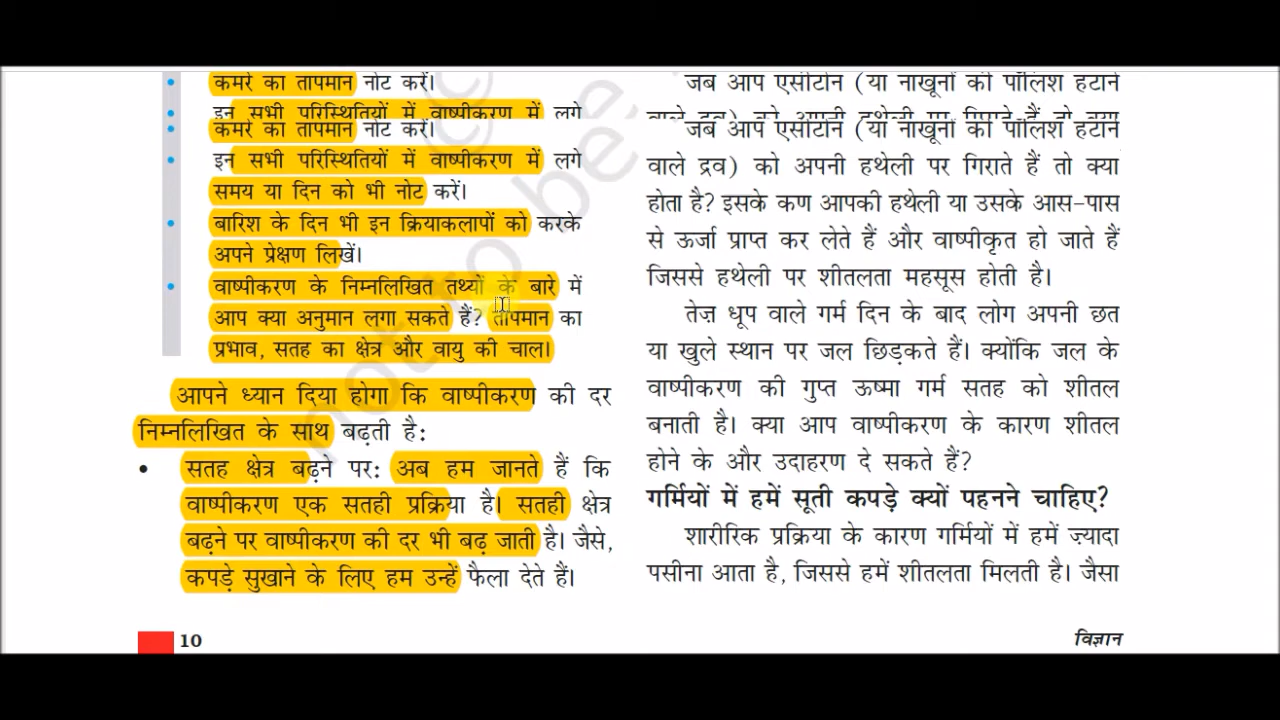 कमरे का तापमान नोट करें।
इन सभी परिस्थितियों में वाष्पीकरण में लगे
कमरे का तापमान नोट करें।
इन सभी परिस्थितियों में वाष्पीकरण में लगे
समय या दिन को भी नोट करें।
बारिश के दिन भी इन क्रियाकलापों को करके
अपने प्रेक्षण लिखें।
वाष्पीकरण के निम्नलिखित तथ्यों के बारे में
आप क्या अनुमान लगा सकते हैं? तापमान का
प्रभाव, सतह का क्षेत्र और वायु की चाल।
आपने ध्यान दिया होगा कि वाष्पीकरण की दर
निम्नलिखित के साथ बढ़ती है:
• सतह क्षेत्र बढ़ने पर: अब हम जानते हैं कि
वाष्पीकरण एक सतही प्रक्रिया है। सतही क्षेत्र
बढ़ने पर वाष्पीकरण की दर भी बढ़ जाती है। जैसे,
कपड़े सुखाने के लिए हम उन्हें फैला देते हैं।
10
जब आप एसीटोन (या नाखूनों की पॉलिश हटाने
जब आप एसीटोन (या नाखूनों की पॉलिश हटाने
वाले द्रव) को अपनी हथेली पर गिराते हैं तो क्या
होता है? इसके कण आपकी हथेली या उसके आस-पास
से ऊर्जा प्राप्त कर लेते हैं और वाष्पीकृत हो जाते हैं
जिससे हथेली पर शीतलता महसूस होती है।
तेज़ धूप वाले गर्म दिन के बाद लोग अपनी छत
या खुले स्थान पर जल छिड़कते हैं। क्योंकि जल के
वाष्पीकरण की गुप्त ऊष्मा गर्म सतह को शीतल
बनाती है। क्या आप वाष्पीकरण के कारण शीतल
होने के और उदाहरण दे सकते हैं?
गर्मियों में हमें सूती कपड़े क्यों पहनने चाहिए?
शारीरिक प्रक्रिया के कारण गर्मियों में हमें ज़्यादा
पसीना आता है, जिससे हमें शीतलता मिलती है। जैसा
विज्ञान
© not to be